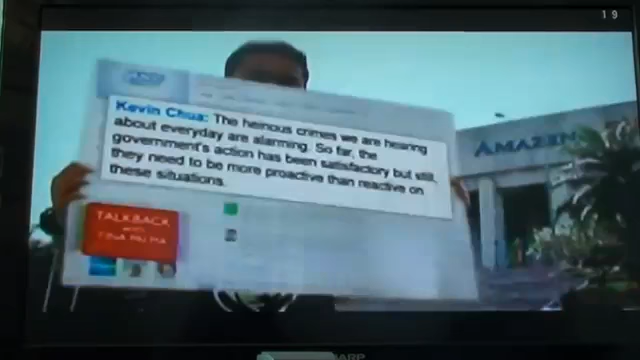 19
Kevin Chua: The heinous crimes we are hearing
about everyday are alarming. So far, the
government's action has been satisfactory but still,
they need to be more proactive than reactive on
these situations.
AMAZEN
TALKBACK
with
TINA PALMA
ARP